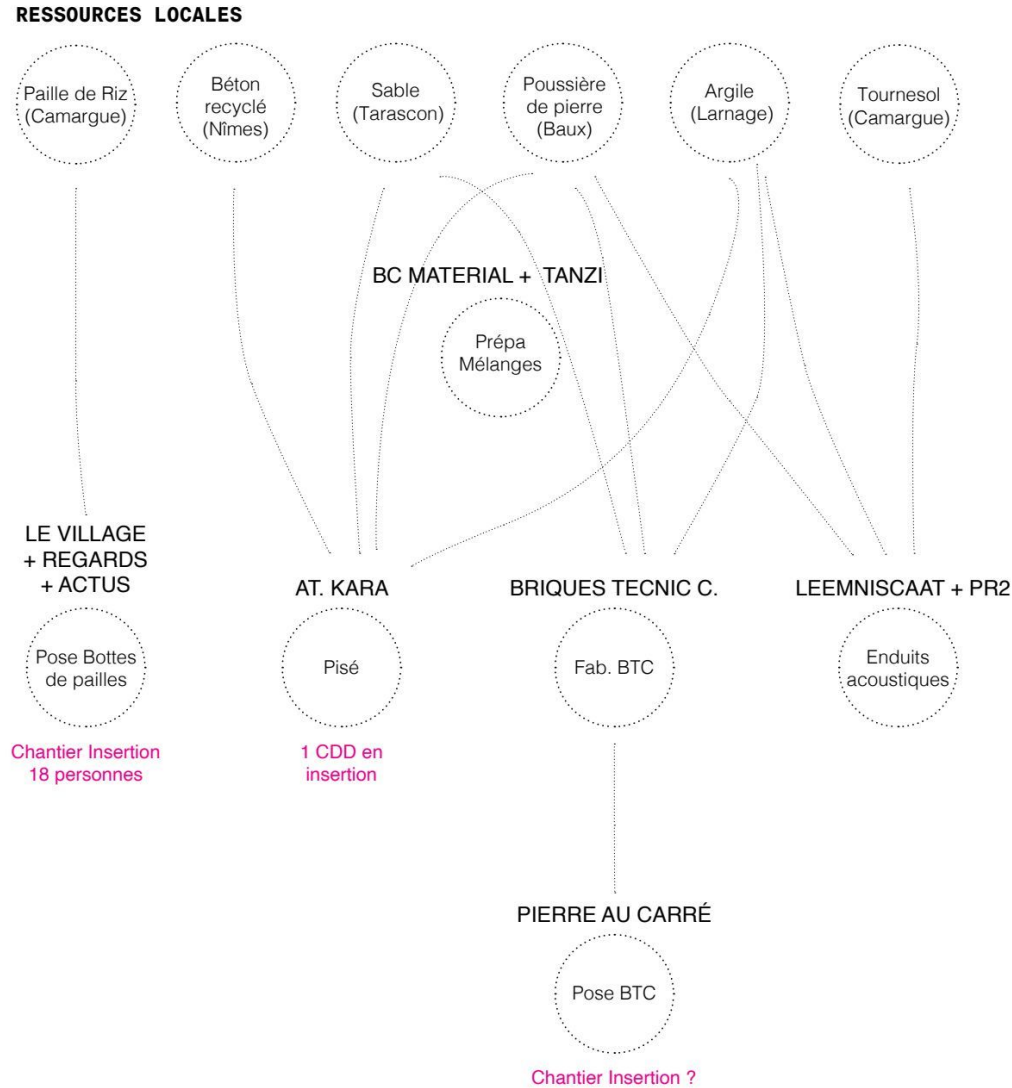 RESSOURCES LOCALES
Paille de Riz
(Camargue)
Béton
recyclé
(Nîmes)
Sable
(Tarascon)
Poussière
de pierre
(Baux)
Argile
(Larnage)
Tournesol
(Camargue)
BC MATERIAL + TANZI
Prépa
Mélanges
LE VILLAGE
+ REGARDS
+ ACTUS
Pose Bottes
de pailles
Chantier Insertion
18 personnes
AT. KARA
Pisé
1 CDD en
insertion
BRIQUES TECNIC C.
Fab. BTC
LEEMNISCAAT + PR2
Enduits
acoustiques
PIERRE AU CARRÉ
Pose BTC
Chantier Insertion ?